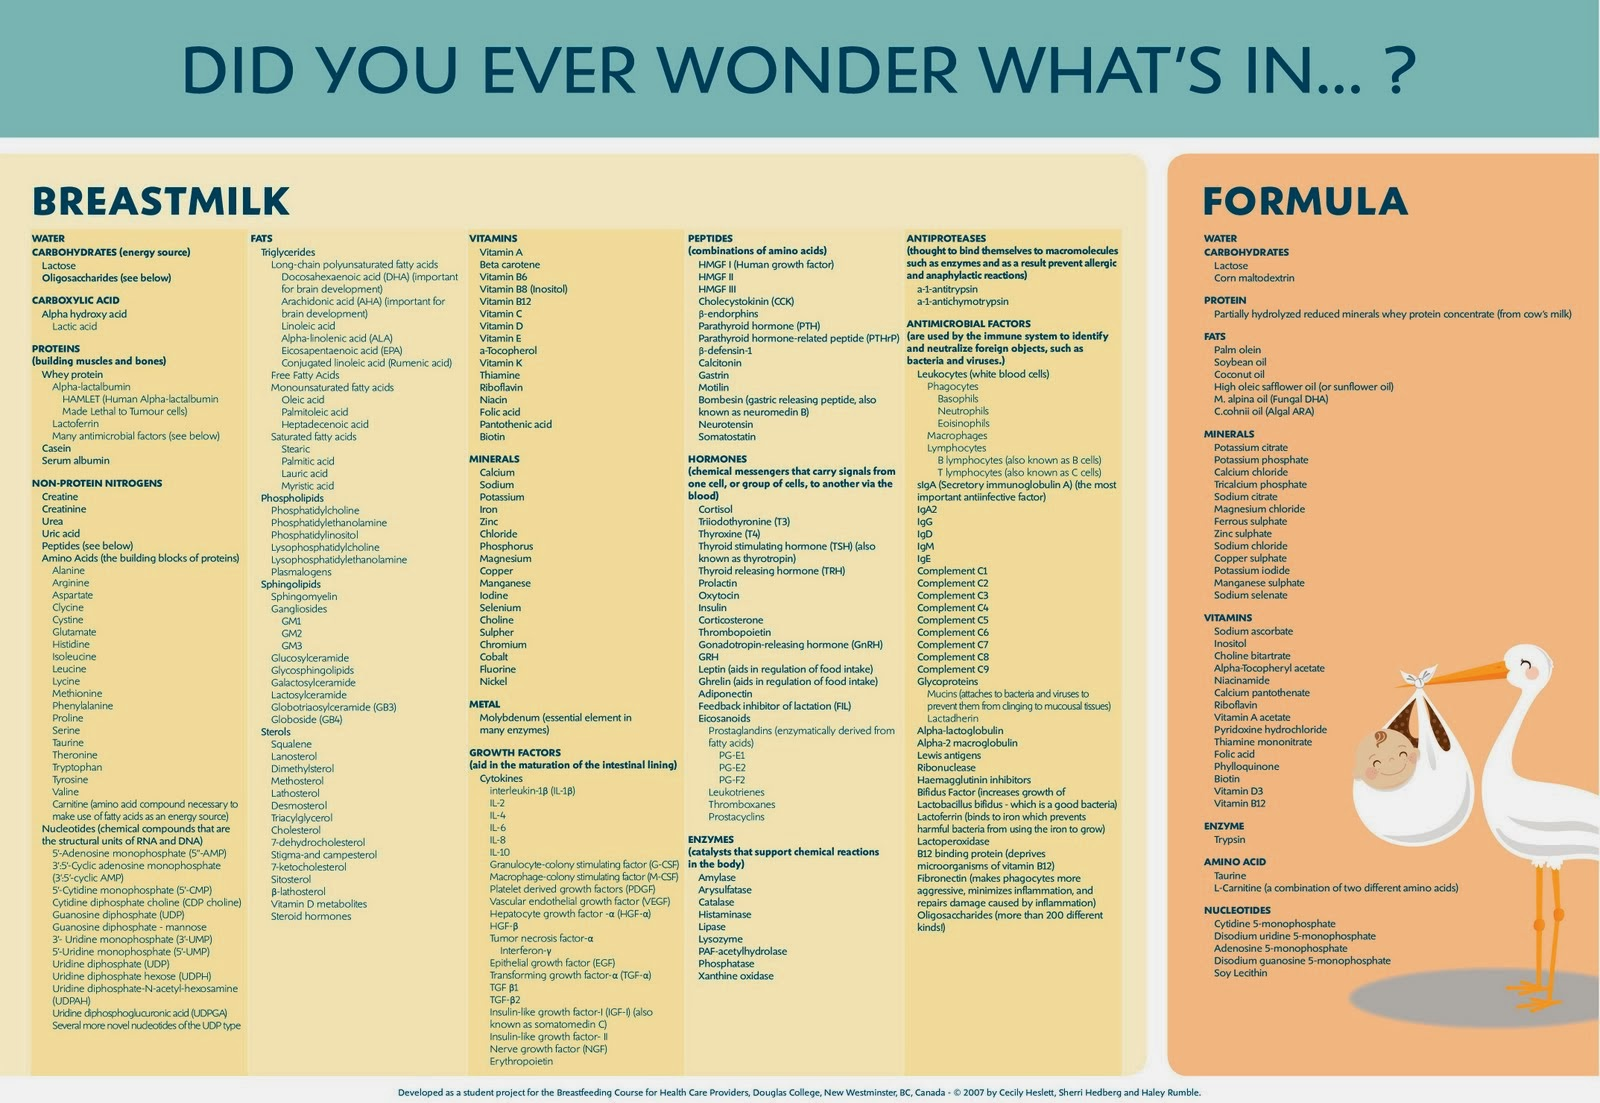 DID YOU EVER WONDER WHAT'S IN... ?
BREASTMILK
WATER
CARBOHYDRATES (energy source)
Lactose
Oligosaccharides (see below)
CARBOXYLIC ACID
Alpha hydroxy acid
Lactic acid
PROTEINS
(building muscles and bones)
Whey protein
Alpha-lactalbumin
HAMLET (Human Alpha-lactalbumin
Made Lethal to Tumour cells)
Lactoferrin
Many antimicrobial factors (see below)
Casein
Serum albumin
NON-PROTEIN NITROGENS
Creatine
Creatinine
Urea
Uric acid
Peptides (see below)
Amino Acids (the building blocks of proteins)
Alanine
Arginine
Aspartate
Clycine
Cystine
Glutamate
Histidine
Isoleucine
Leucine
Lycine
Methionine
Phenylalanine
Proline
Serine
Taurine
Theronine
Tryptophan
Tyrosine
Valine
Carnitine (amino acid compound necessary to
make use of fatty acids as an energy source)
Nucleotides (chemical compounds that are
the structural units of RNA and DNA)
5'-Adenosine monophosphate (5"-AMP)
3':5'-Cyclic adenosine monophosphate
(3':5'-cyclic AMP)
5'-Cytidine monophosphate (5'-CMP)
Cytidine diphosphate choline (CDP choline)
Guanosine diphosphate (UDP)
Guanosine diphosphate - mannose
3'- Uridine monophosphate (3'-UMP)
5'-Uridine monophosphate (5'-UMP)
Uridine diphosphate (UDP)
Uridine diphosphate hexose (UDPH)
Uridine diphosphate-N-acetyl-hexosamine
(UDPAH)
Uridine diphosphoglucuronic acid (UDPGA)
Several more novel nucleotides of the UDP type
FATS
Triglycerides
Long-chain polyunsaturated fatty acids
Docosahexaenoic acid (DHA) (important
for brain development)
Arachidonic acid (AHA) (important for
brain development)
Linoleic acid
Alpha-linolenic acid (ALA)
Eicosapentaenoic acid (EPA)
Conjugated linoleic acid (Rumenic acid)
Free Fatty Acids
Monounsaturated fatty acids
Oleic acid
Palmitoleic acid
Heptadecenoic acid
Saturated fatty acids
Stearic
Palmitic acid
Lauric acid
Myristic acid
Phospholipids
Phosphatidylcholine
Phosphatidylethanolamine
Phosphatidylinositol
Lysophosphatidylcholine
Lysophosphatidylethanolamine
Plasmalogens
Sphingolipids
Sphingomyelin
Gangliosides
GM1
GM2
GM3
Glucosylceramide
Glycosphingolipids
Galactosylceramide
Lactosylceramide
Globotriaosylceramide (GB3)
Globoside (GB4)
Sterols
Squalene
Lanosterol
Dimethylsterol
Methosterol
Lathosterol
Desmosterol
Triacylglycerol
Cholesterol
7-dehydrocholesterol
Stigma-and campesterol
7-ketocholesterol
Sitosterol
β-lathosterol
Vitamin D metabolites
Steroid hormones
VITAMINS
Vitamin A
Beta carotene
Vitamin B6
Vitamin B8 (Inositol)
Vitamin B12
Vitamin C
Vitamin D
Vitamin E
a-Tocopherol
Vitamin K
Thiamine
Riboflavin
Niacin
Folic acid
Pantothenic acid
Biotin
MINERALS
Calcium
Sodium
Potassium
Iron
Zinc
Chloride
Phosphorus
Magnesium
Copper
Manganese
Iodine
Selenium
Choline
Sulpher
Chromium
Cobalt
Fluorine
Nickel
METAL
Molybdenum (essential element in
many enzymes)
GROWTH FACTORS
(aid in the maturation of the intestinal lining)
Cytokines
interleukin-1β (IL-1β)
IL-2
IL-4
IL-6
IL-8
IL-10
Granulocyte-colony stimulating factor (G-CSF)
Macrophage-colony stimulating factor (M-CSF)
Platelet derived growth factors (PDGF)
Vascular endothelial growth factor (VEGF)
Hepatocyte growth factor -α (HGF-α)
HGF-β
Tumor necrosis factor-α
Interferon-γ
Epithelial growth factor (EGF)
Transforming growth factor-α (TGF-α)
TGF β1
TGF-β2
Insulin-like growth factor-I (IGF-I) (also
known as somatomedin C)
Insulin-like growth factor- II
Nerve growth factor (NGF)
Erythropoietin
PEPTIDES
(combinations of amino acids)
HMGF I (Human growth factor)
HMGF II
HMGF III
Cholecystokinin (CCK)
β-endorphins
Parathyroid hormone (PTH)
Parathyroid hormone-related peptide (PTHrP)
β-defensin-1
Calcitonin
Gastrin
Motilin
Bombesin (gastric releasing peptide, also
known as neuromedin B)
Neurotensin
Somatostatin
HORMONES
(chemical messengers that carry signals from
one cell, or group of cells, to another via the
blood)
Cortisol
Triiodothyronine (T3)
Thyroxine (T4)
Thyroid stimulating hormone (TSH) (also
known as thyrotropin)
Thyroid releasing hormone (TRH)
Prolactin
Oxytocin
Insulin
Corticosterone
Thrombopoietin
Gonadotropin-releasing hormone (GnRH)
GRH
Leptin (aids in regulation of food intake)
Ghrelin (aids in regulation of food intake)
Adiponectin
Feedback inhibitor of lactation (FIL)
Eicosanoids
Prostaglandins (enzymatically derived from
fatty acids)
PG-E1
PG-E2
PG-F2
Leukotrienes
Thromboxanes
Prostacyclins
ENZYMES
(catalysts that support chemical reactions
in the body)
Amylase
Arysulfatase
Catalase
Histaminase
Lipase
Lysozyme
PAF-acetylhydrolase
Phosphatase
Xanthine oxidase
ANTIPROTEASES
(thought to bind themselves to macromolecules
such as enzymes and as a result prevent allergic
and anaphylactic reactions)
a-1-antitrypsin
a-1-antichymotrypsin
ANTIMICROBIAL FACTORS
(are used by the immune system to identify
and neutralize foreign objects, such as
bacteria and viruses.)
Leukocytes (white blood cells)
Phagocytes
Basophils
Neutrophils
Eoisinophils
Macrophages
Lymphocytes
B lymphocytes (also known as B cells)
T lymphocytes (also known as C cells)
sIgA (Secretory immunoglobulin A) (the most
important antiinfective factor)
IgA2
IgG
IgD
IgM
IgE
Complement C1
Complement C2
Complement C3
Complement C4
Complement C5
Complement C6
Complement C7
Complement C8
Complement C9
Glycoproteins
Mucins (attaches to bacteria and viruses to
prevent them from clinging to mucousal tissues)
Lactadherin
Alpha-lactoglobulin
Alpha-2 macroglobulin
Lewis antigens
Ribonuclease
Haemagglutinin inhibitors
Bifidus Factor (increases growth of
Lactobacillus bifidus - which is a good bacteria)
Lactoferrin (binds to iron which prevents
harmful bacteria from using the iron to grow)
Lactoperoxidase
B12 binding protein (deprives
microorganisms of vitamin B12)
Fibronectin (makes phagocytes more
aggressive, minimizes inflammation, and
repairs damage caused by inflammation)
Oligosaccharides (more than 200 different
kinds!)
FORMULA
WATER
CARBOHYDRATES
Lactose
Corn maltodextrin
PROTEIN
Partially hydrolyzed reduced minerals whey protein concentrate (from cow's milk)
FATS
Palm olein
Soybean oil
Coconut oil
High oleic safflower oil (or sunflower oil)
M. alpina oil (Fungal DHA)
C.cohnii oil (Algal ARA)
MINERALS
Potassium citrate
Potassium phosphate
Calcium chloride
Tricalcium phosphate
Sodium citrate
Magnesium chloride
Ferrous sulphate
Zinc sulphate
Sodium chloride
Copper sulphate
Potassium iodide
Manganese sulphate
Sodium selenate
VITAMINS
Sodium ascorbate
Inositol
Choline bitartrate
Alpha-Tocopheryl acetate
Niacinamide
Calcium pantothenate
Riboflavin
Vitamin A acetate
Pyridoxine hydrochloride
Thiamine mononitrate
Folic acid
Phylloquinone
Biotin
Vitamin D3
Vitamin B12
ENZYME
Trypsin
AMINO ACID
Taurine
L-Carnitine (a combination of two different amino acids)
NUCLEOTIDES
Cytidine 5-monophosphate
Disodium uridine 5-monophosphate
Adenosine 5-monophosphate
Disodium guanosine 5-monophosphate
Soy Lecithin
Developed as a student project for the Breastfeeding Course for Health Care Providers, Douglas College, New Westminster, BC, Canada - © 2007 by Cecily Heslett, Sherri Hedberg and Haley Rumble.